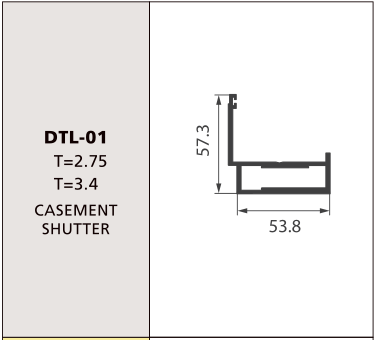 DTL-01
T=2.75
T=3.4
CASEMENT
SHUTTER
57.3
53.8